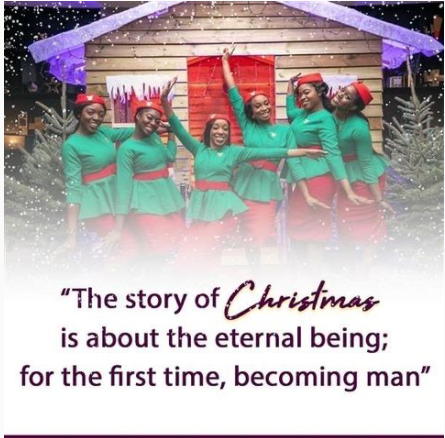 “The story of Christmas
is about the eternal being;
for the first time, becoming man”